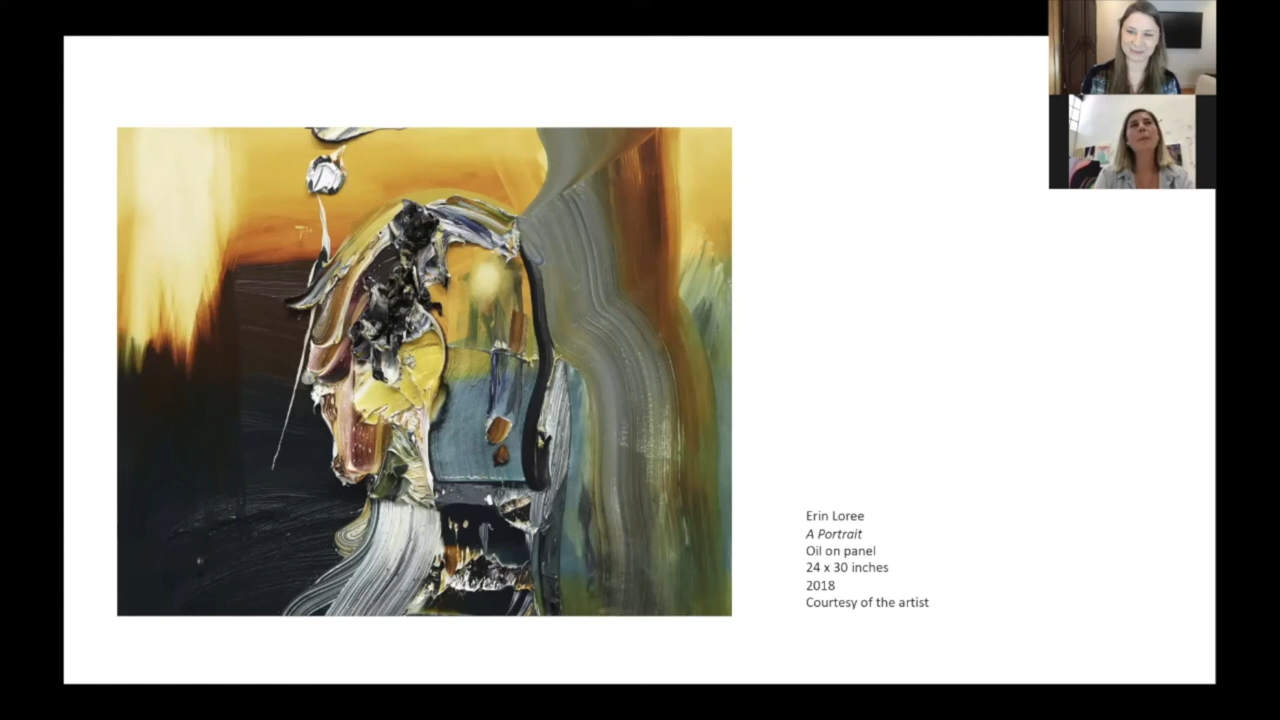 Erin Loree
A Portrait
Oil on panel
24 x 30 inches
2018
Courtesy of the artist